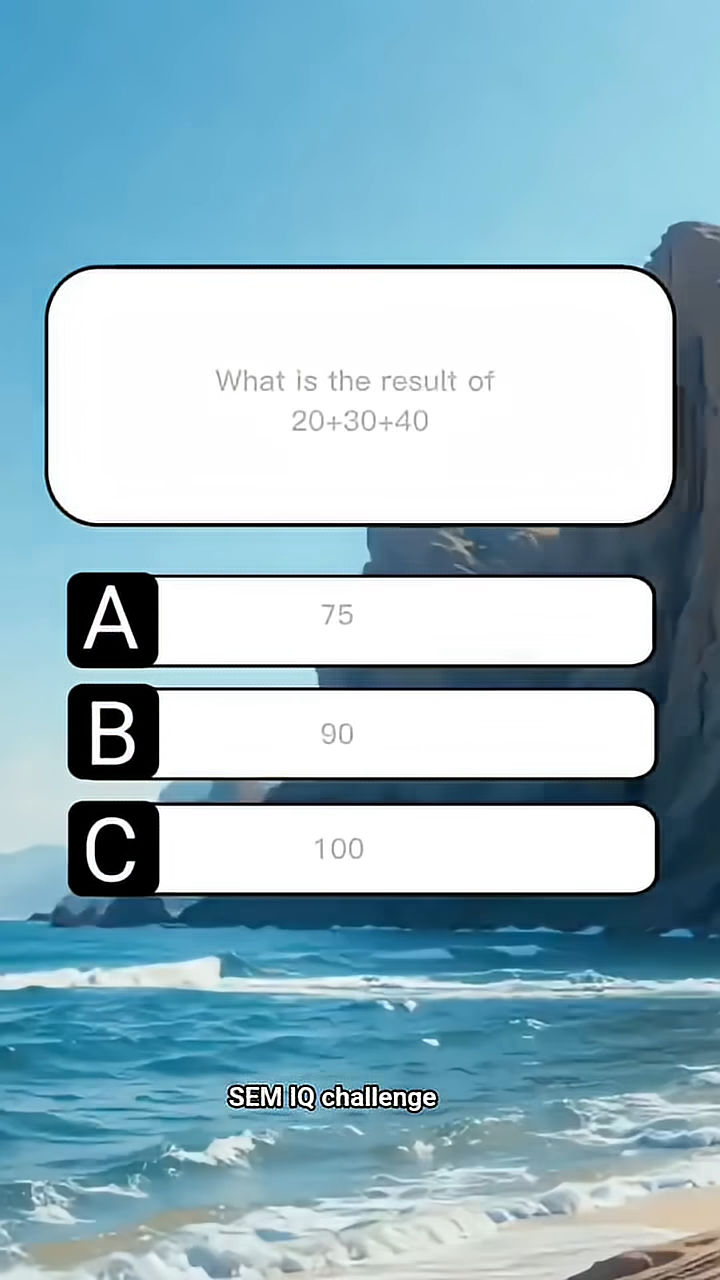 What is the result of
20+30+40
A 75
B 90
C 100
SEM IQ challenge